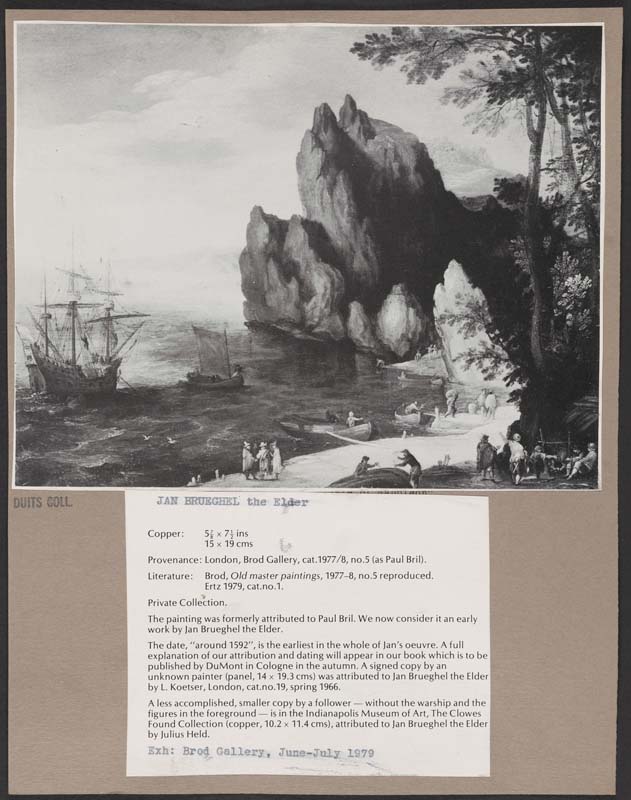 DUITS COLL.
JAN BRUEGHEL the Elder
Copper: 5⅞ × 7½ ins
15 × 19 cms
Provenance: London, Brod Gallery, cat.1977/8, no.5 (as Paul Bril).
Literature: Brod, Old master paintings, 1977–8, no.5 reproduced.
Ertz 1979, cat.no.1.
Private Collection.
The painting was formerly attributed to Paul Bril. We now consider it an early
work by Jan Brueghel the Elder.
The date, "around 1592", is the earliest in the whole of Jan's oeuvre. A full
explanation of our attribution and dating will appear in our book which is to be
published by DuMont in Cologne in the autumn. A signed copy by an
unknown painter (panel, 14 × 19.3 cms) was attributed to Jan Brueghel the Elder
by L. Koetser, London, cat.no.19, spring 1966.
A less accomplished, smaller copy by a follower — without the warship and the
figures in the foreground — is in the Indianapolis Museum of Art, The Clowes
Found Collection (copper, 10.2 × 11.4 cms), attributed to Jan Brueghel the Elder
by Julius Held.
Exh: Brod Gallery, June-July 1979